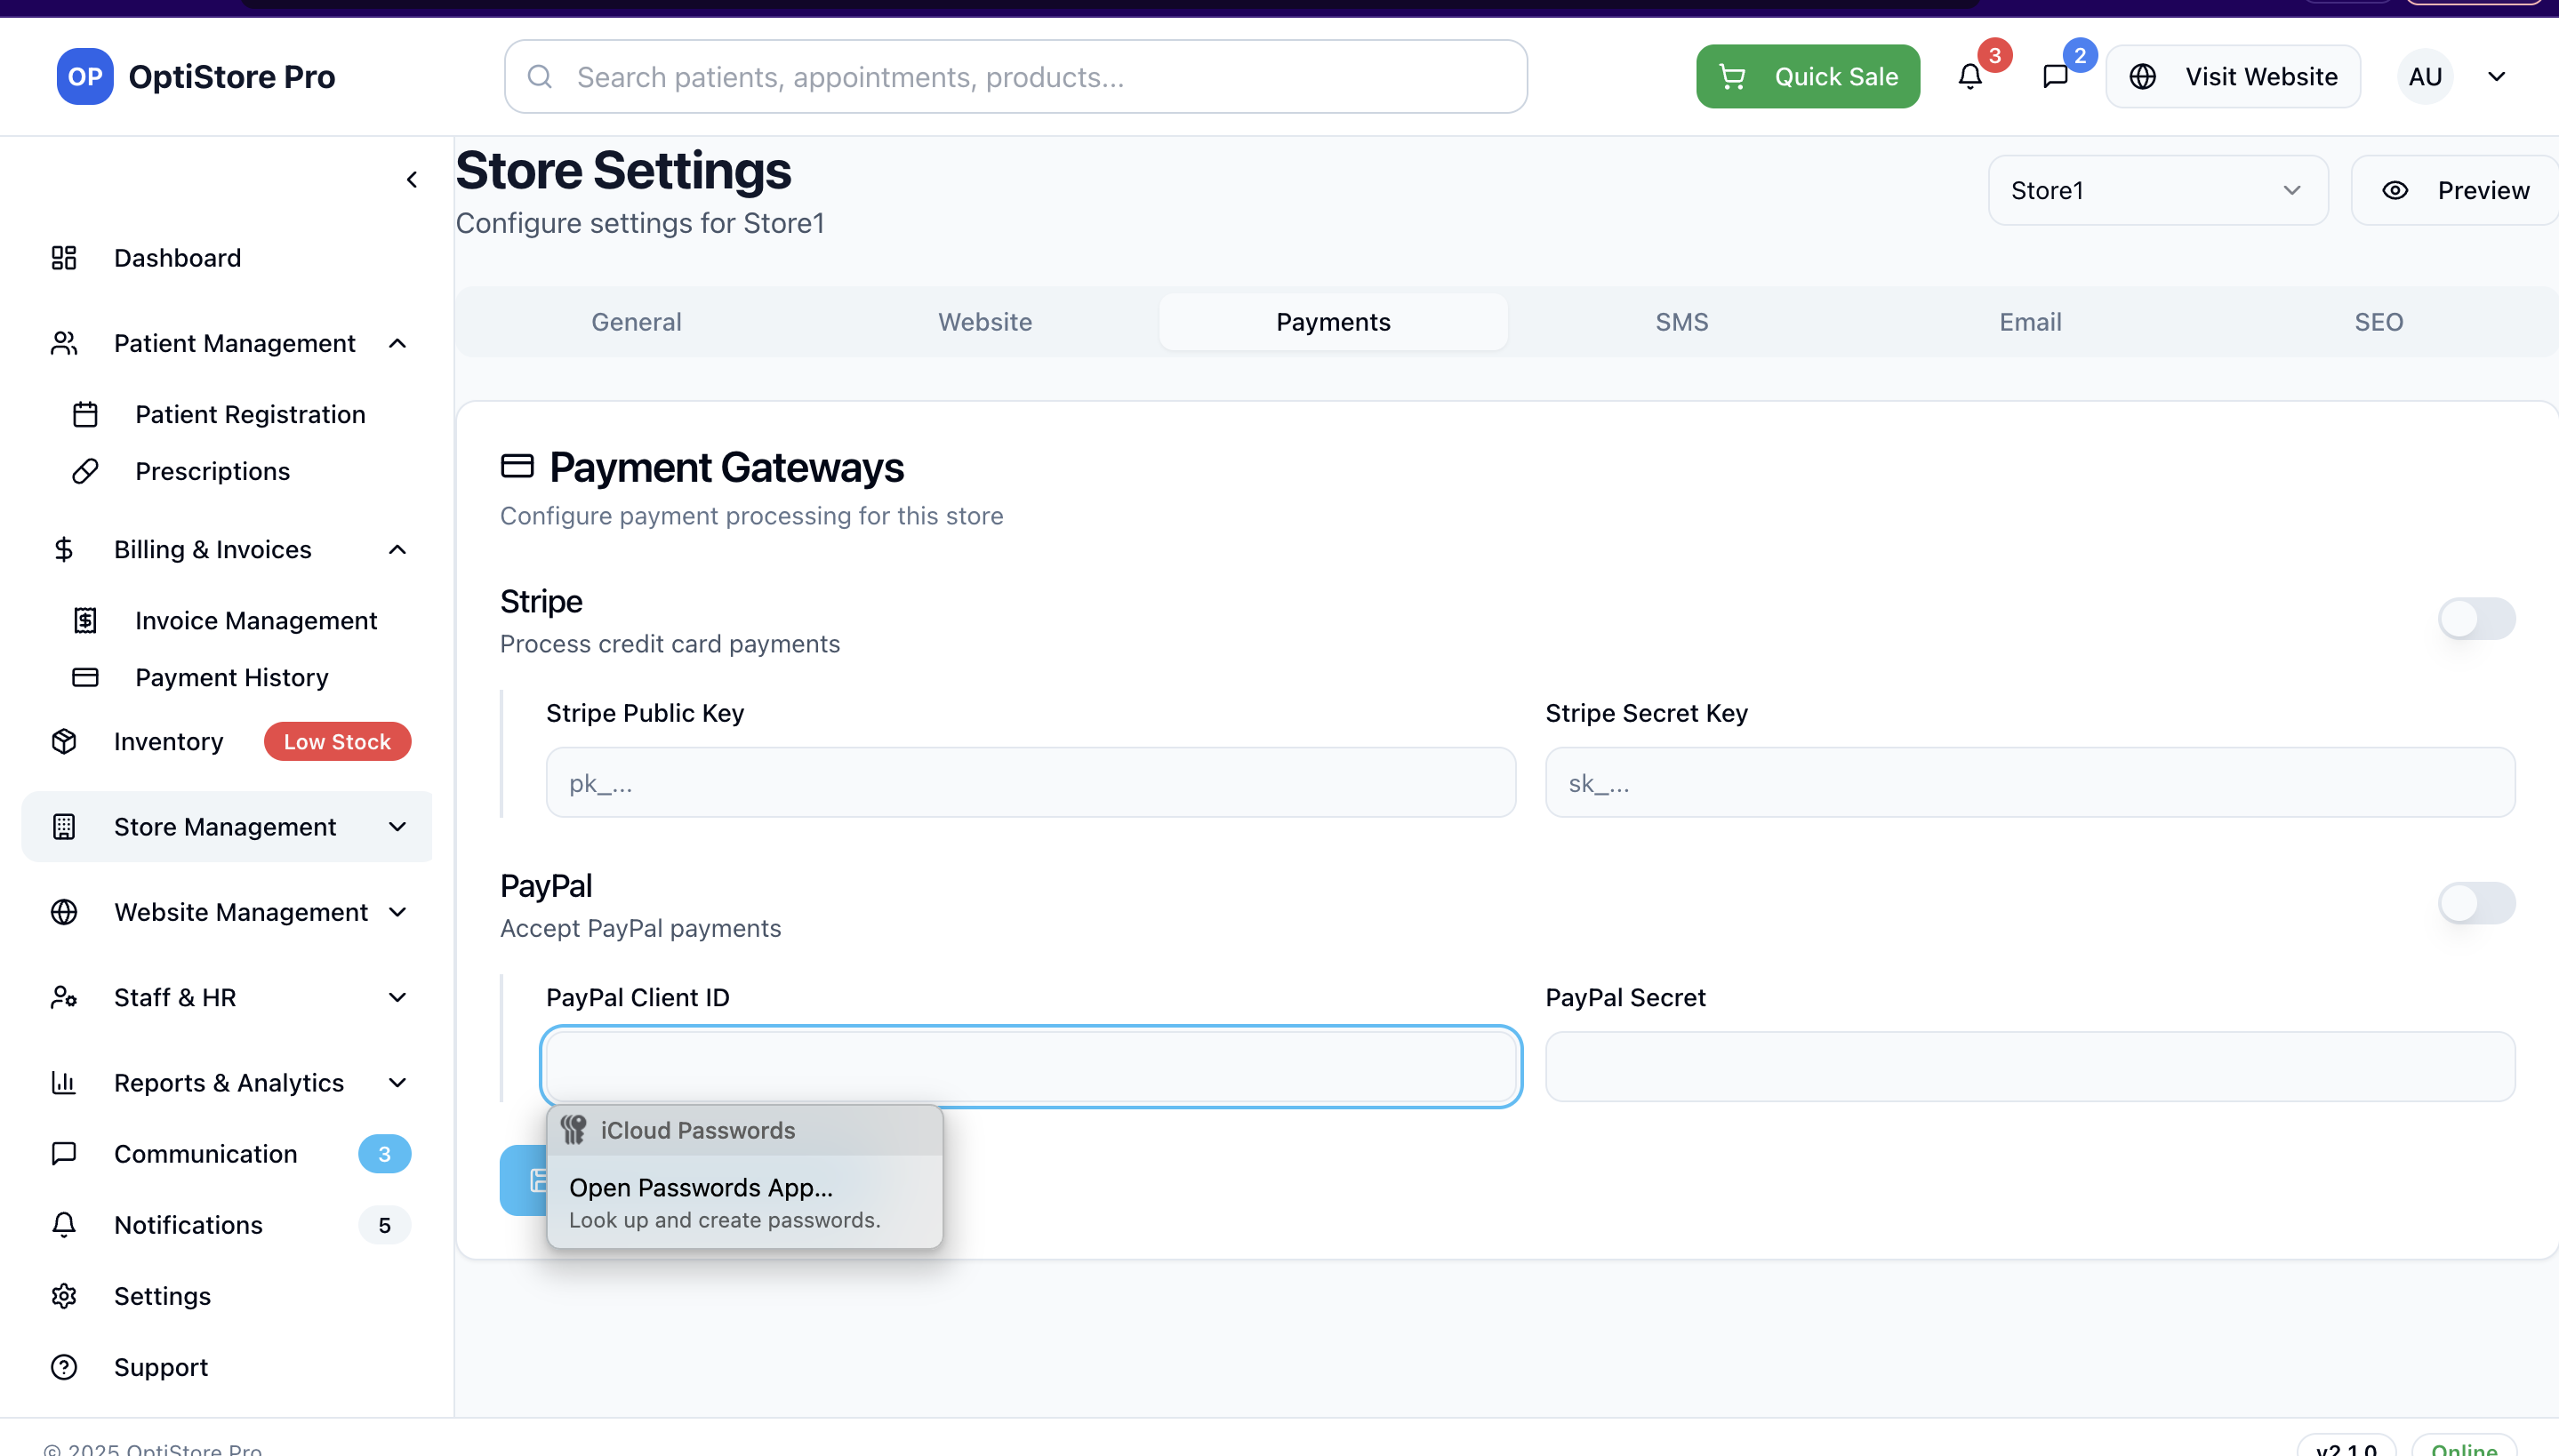 OP OptiStore Pro
Search patients, appointments, products...
Quick Sale
3
2
Visit Website
AU
Store Settings
Configure settings for Store1
Store1
Preview
Dashboard
Patient Management
Patient Registration
Prescriptions
Billing & Invoices
Invoice Management
Payment History
Inventory
Low Stock
Store Management
Website Management
Staff & HR
Reports & Analytics
Communication
3
Notifications
5
Settings
Support
General
Website
Payments
SMS
Email
SEO
Payment Gateways
Configure payment processing for this store
Stripe
Process credit card payments
Stripe Public Key
Stripe Secret Key
pk_...
sk_...
PayPal
Accept PayPal payments
PayPal Client ID
PayPal Secret
iCloud Passwords
Open Passwords App...
Look up and create passwords.
© 2025 OptiStore Pro
v2.1.0
Online